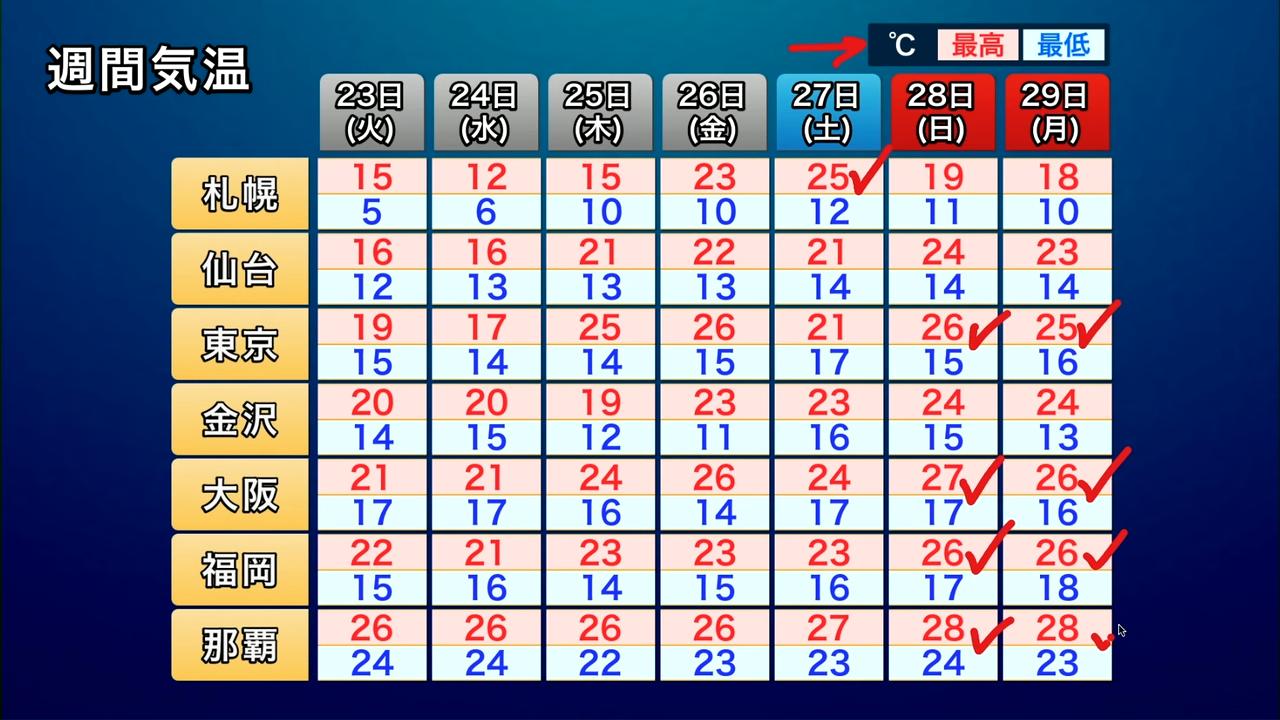 週間気温
℃ 最高 最低
23日 24日 25日 26日 27日 28日 29日
(火) (水) (木) (金) (土) (日) (月)
札幌 15 12 15 23 25 19 18
5 6 10 10 12 11 10
仙台 16 16 21 22 21 24 23
12 13 13 13 14 14 14
東京 19 17 25 26 21 26 25
15 14 14 15 17 15 16
金沢 20 20 19 23 23 24 24
14 15 12 11 16 15 13
大阪 21 21 24 26 24 27 26
17 17 16 14 17 17 16
福岡 22 21 23 23 23 26 26
15 16 14 15 16 17 18
那覇 26 26 26 26 27 28 28
24 24 22 23 23 24 23